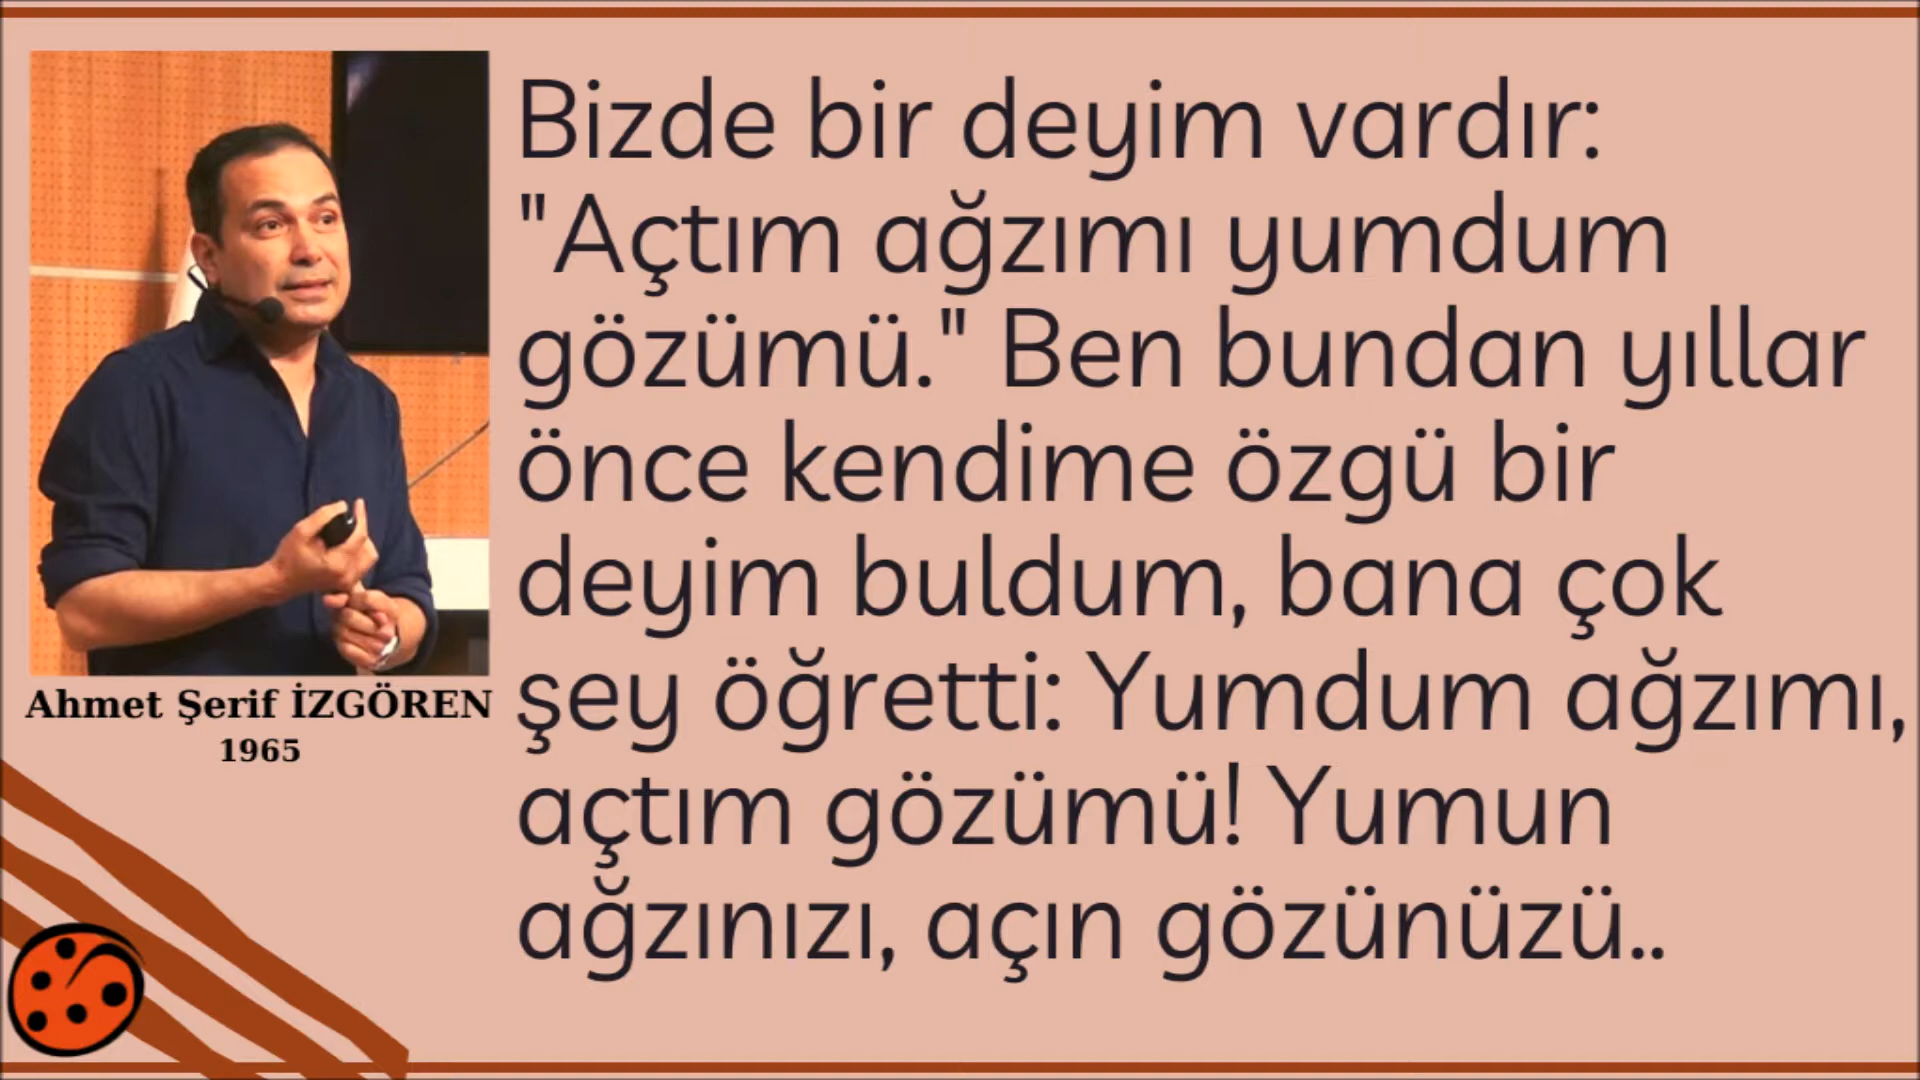 Bizde bir deyim vardır:
"Açtım ağzımı yumdum
gözümü." Ben bundan yıllar
önce kendime özgü bir
deyim buldum, bana çok
şey öğretti: Yumdum ağzımı,
açtım gözümü! Yumun
ağzınızı, açın gözünüzü..
Ahmet Şerif İZGÖREN
1965